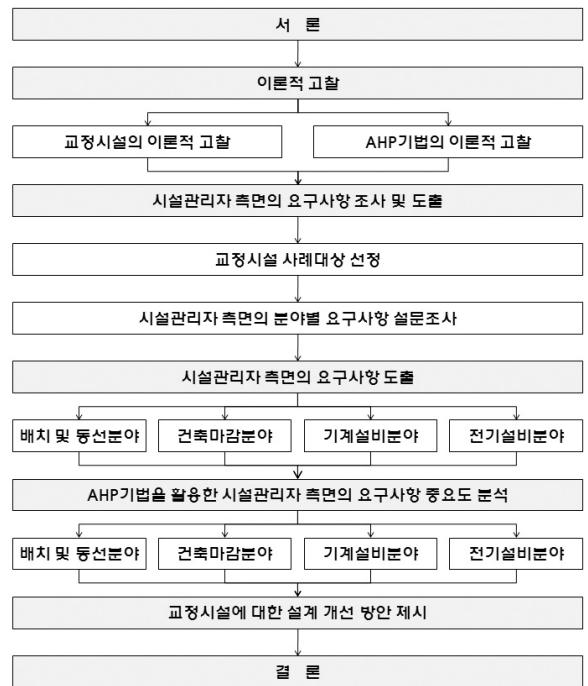 서 론
이론적 고찰
교정시설의 이론적 고찰
AHP기법의 이론적 고찰
시설관리자 측면의 요구사항 조사 및 도출
교정시설 사례대상 선정
시설관리자 측면의 분야별 요구사항 설문조사
시설관리자 측면의 요구사항 도출
배치 및 동선분야
건축마감분야
기계설비분야
전기설비분야
AHP기법을 활용한 시설관리자 측면의 요구사항 중요도 분석
배치 및 동선분야
건축마감분야
기계설비분야
전기설비분야
교정시설에 대한 설계 개선 방안 제시
결 론